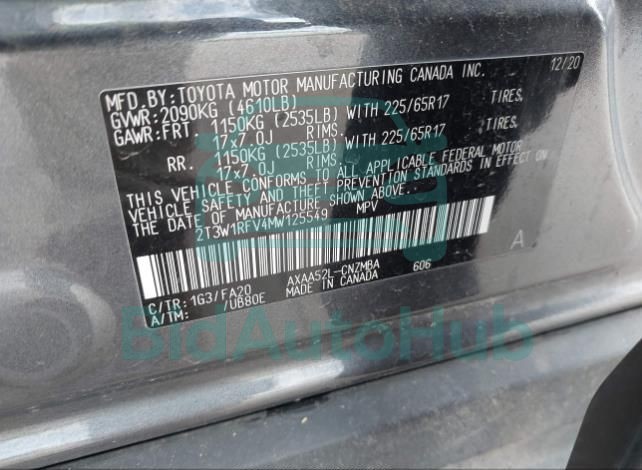 MFD.BY:TOYOTA MOTOR MANUFACTURING CANADA INC. 12/20
GVWR:2090KG (4610LB)
GAWR:FRT. 1150KG (2535LB) WITH 225/65R17 TIRES.
17x7.0J RIMS.
RR. 1150KG (2535LB) WITH 225/65R17 TIRES.
17x7.0J RIMS.
THIS VEHICLE CONFORMS TO ALL APPLICABLE FEDERAL MOTOR
VEHICLE SAFETY AND THEFT PREVENTION STANDARDS IN EFFECT ON
THE DATE OF MANUFACTURE SHOWN ABOVE.
2T3W1RFV4MW125549 MPV
A
C/TR: 1G3/FA20 AXAA52L-CNZMBA 606
A/TM: /UB80E MADE IN CANADA
BidAutoHub